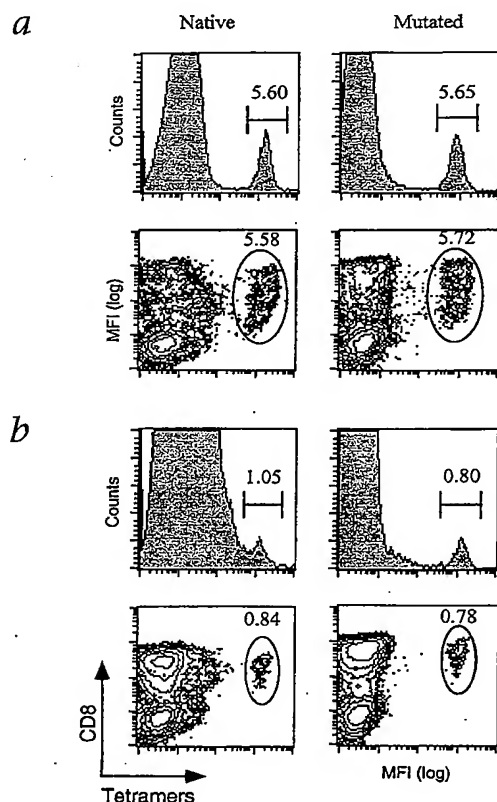 a
Native
Mutated
Counts
5.60
5.65
MFI (log)
5.58
5.72
b
Counts
1.05
0.80
CD8
0.84
0.78
Tetramers
MFI (log)